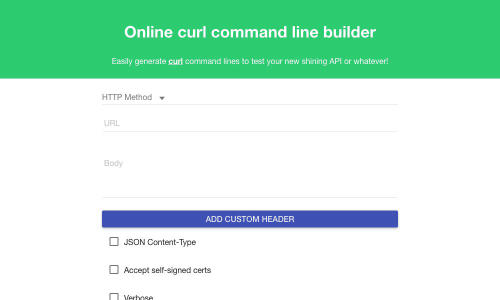 Online curl command line builder
Easily generate curl command lines to test your new shining API or whatever!
HTTP Method
URL
Body
ADD CUSTOM HEADER
JSON Content-Type
Accept self-signed certs
Verbose